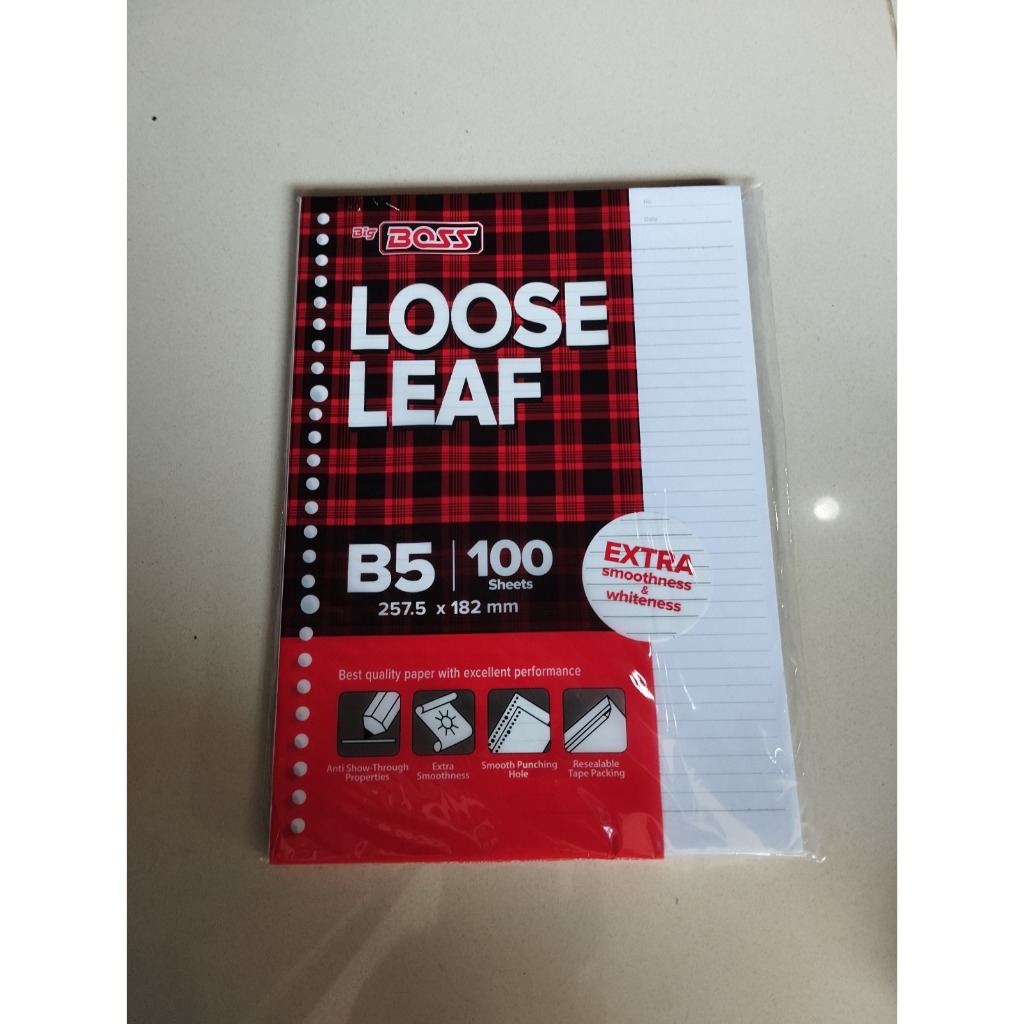 No.
Date
Big BOSS
LOOSE
LEAF
B5 | 100
Sheets
257.5 x 182 mm
EXTRA
smoothness
&
whiteness
Best quality paper with excellent performance
Anti Show-Through
Properties
Extra
Smoothness
Smooth Punching
Hole
Resealable
Tape Packing